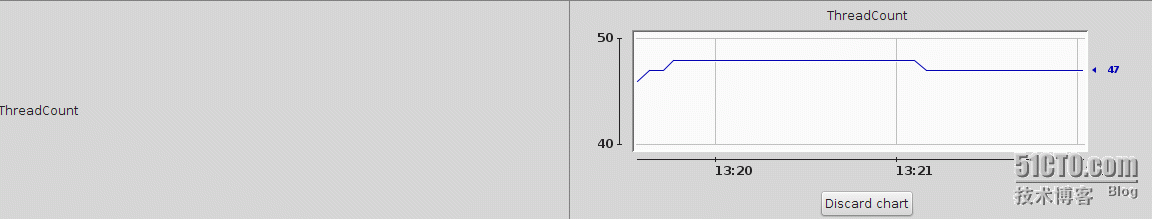 ThreadCount
ThreadCount
50
47
40
13:20
13:21
Discard chart
51CTO.com
技术博客 Blog